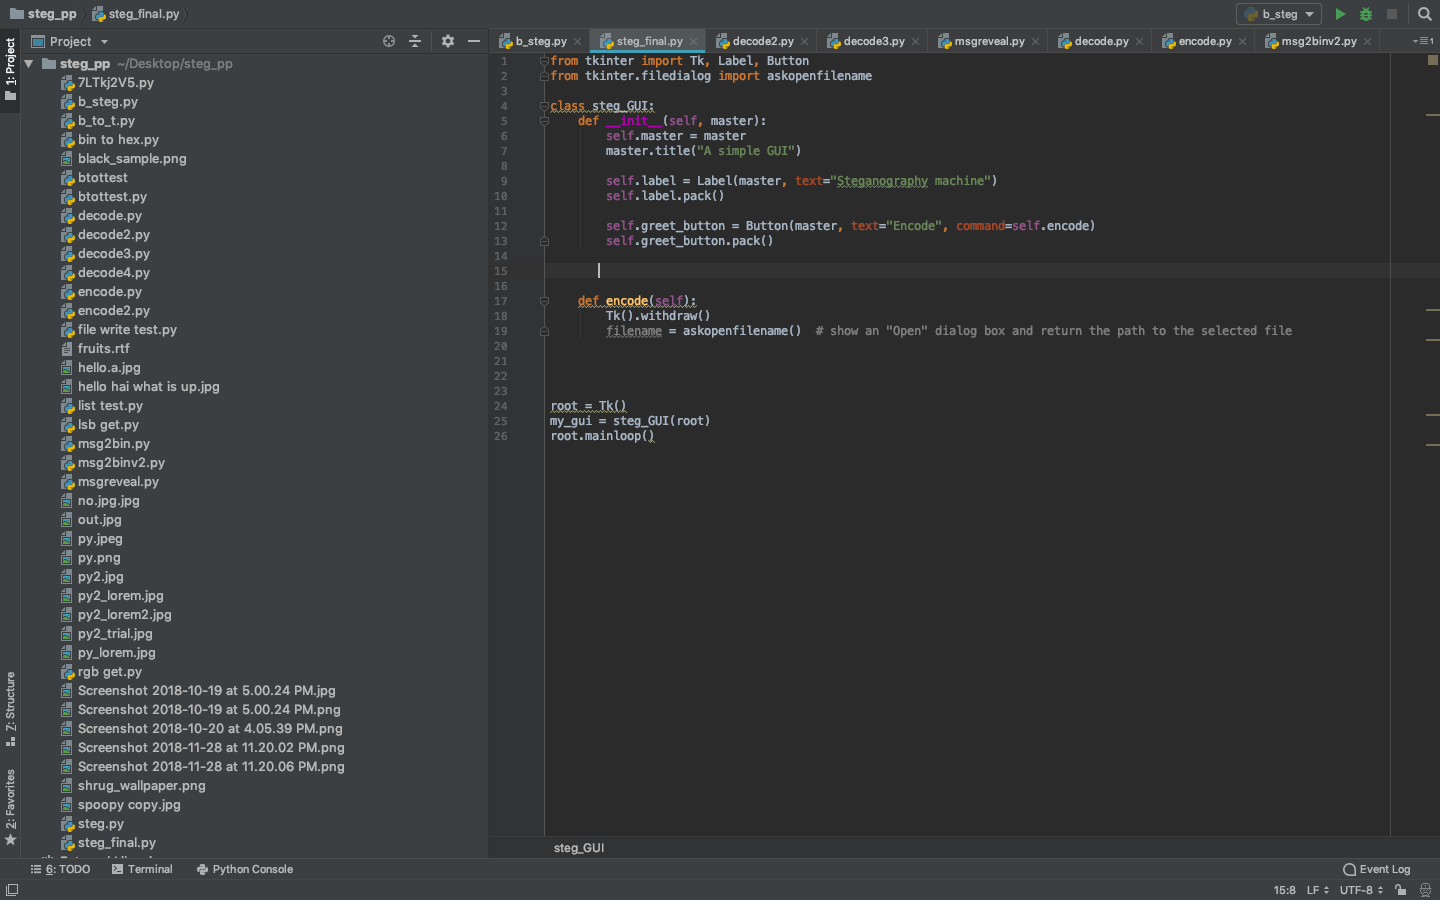 steg_pp
steg_final.py
b_steg
1: Project
Project
b_steg.py
steg_final.py
decode2.py
decode3.py
msgreveal.py
decode.py
encode.py
msg2binv2.py
1
steg_pp ~/Desktop/steg_pp
7LTkj2V5.py
b_steg.py
b_to_t.py
bin to hex.py
black_sample.png
btottest
btottest.py
decode.py
decode2.py
decode3.py
decode4.py
encode.py
encode2.py
file write test.py
fruits.rtf
hello.a.jpg
hello hai what is up.jpg
list test.py
lsb get.py
msg2bin.py
msg2binv2.py
msgreveal.py
no.jpg.jpg
out.jpg
py.jpeg
py.png
py2.jpg
py2_lorem.jpg
py2_lorem2.jpg
py2_trial.jpg
py_lorem.jpg
rgb get.py
Screenshot 2018-10-19 at 5.00.24 PM.jpg
Screenshot 2018-10-19 at 5.00.24 PM.png
Screenshot 2018-10-20 at 4.05.39 PM.png
Screenshot 2018-11-28 at 11.20.02 PM.png
Screenshot 2018-11-28 at 11.20.06 PM.png
shrug_wallpaper.png
spoopy copy.jpg
steg.py
steg_final.py
7: Structure
2: Favorites
1 from tkinter import Tk, Label, Button
2 from tkinter.filedialog import askopenfilename
3
4 class steg_GUI:
5 def __init__(self, master):
6 self.master = master
7 master.title("A simple GUI")
8
9 self.label = Label(master, text="Steganography machine")
10 self.label.pack()
11
12 self.greet_button = Button(master, text="Encode", command=self.encode)
13 self.greet_button.pack()
14
15
16
17 def encode(self):
18 Tk().withdraw()
19 filename = askopenfilename() # show an "Open" dialog box and return the path to the selected file
20
21
22
23
24 root = Tk()
25 my_gui = steg_GUI(root)
26 root.mainloop()
steg_GUI
6: TODO
Terminal
Python Console
Event Log
15:8
LF
UTF-8